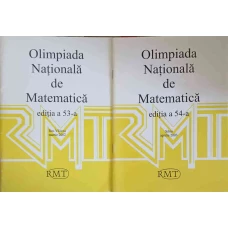 Olimpiada
Națională
de
Matematică
ediția a 53-a
RMT
RMT
Olimpiada
Națională
de
Matematică
ediția a 54-a
RMT
RMT